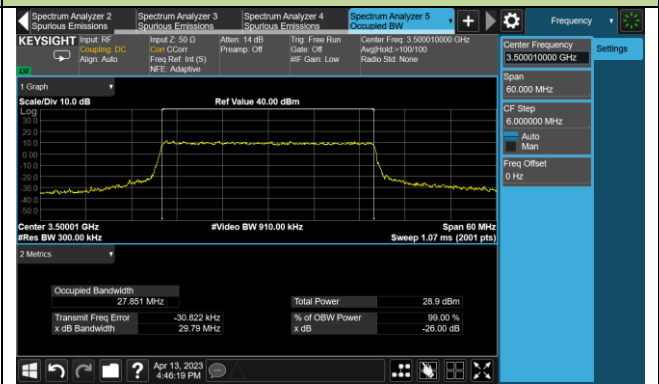 Spectrum Analyzer 2
Spurious Emissions
Spectrum Analyzer 3
Spurious Emissions
Spectrum Analyzer 4
Spurious Emissions
Spectrum Analyzer 5
Occupied BW
Frequency
KEYSIGHT
Input: RF
Coupling: DC
Align: Auto
Input Z: 50 Ω
Corr CCorr
Freq Ref: Int (S)
NFE: Adaptive
Atten: 14 dB
Preamp: Off
Trig: Free Run
Gate: Off
#IF Gain: Low
Center Freq: 3.500010000 GHz
Avg|Hold:>100/100
Radio Std: None
1 Graph
Scale/Div 10.0 dB
Ref Value 40.00 dBm
Log
30.0
20.0
10.0
0.00
-10.0
-20.0
-30.0
-40.0
-50.0
Center 3.50001 GHz
#Video BW 910.00 kHz
Span 60 MHz
#Res BW 300.00 kHz
Sweep 1.07 ms (2001 pts)
2 Metrics
Occupied Bandwidth
27.851 MHz
Total Power
28.9 dBm
Transmit Freq Error
-30.822 kHz
% of OBW Power
99.00 %
x dB Bandwidth
29.79 MHz
x dB
-26.00 dB
Center Frequency
3.500010000 GHz
Settings
Span
60.000 MHz
CF Step
6.000000 MHz
Auto
Man
Freq Offset
0 Hz
Apr 13, 2023
4:46:19 PM